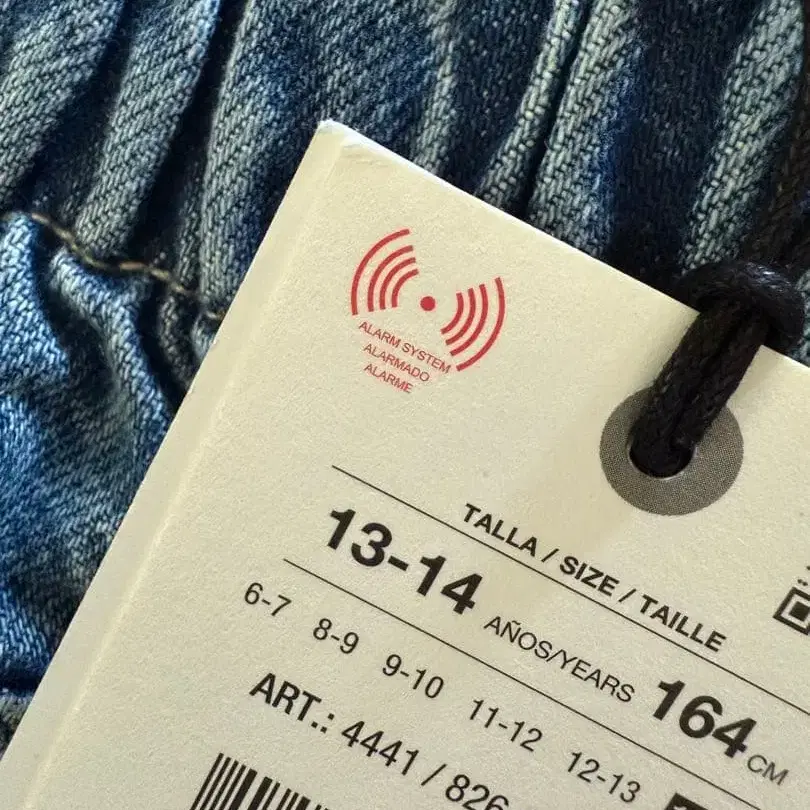 ALARM SYSTEM
ALARMADO
ALARME
TALLA / SIZE / TAILLE
13-14 AÑOS/YEARS 164 CM
6-7 8-9 9-10 11-12 12-13
ART.: 4441 / 826